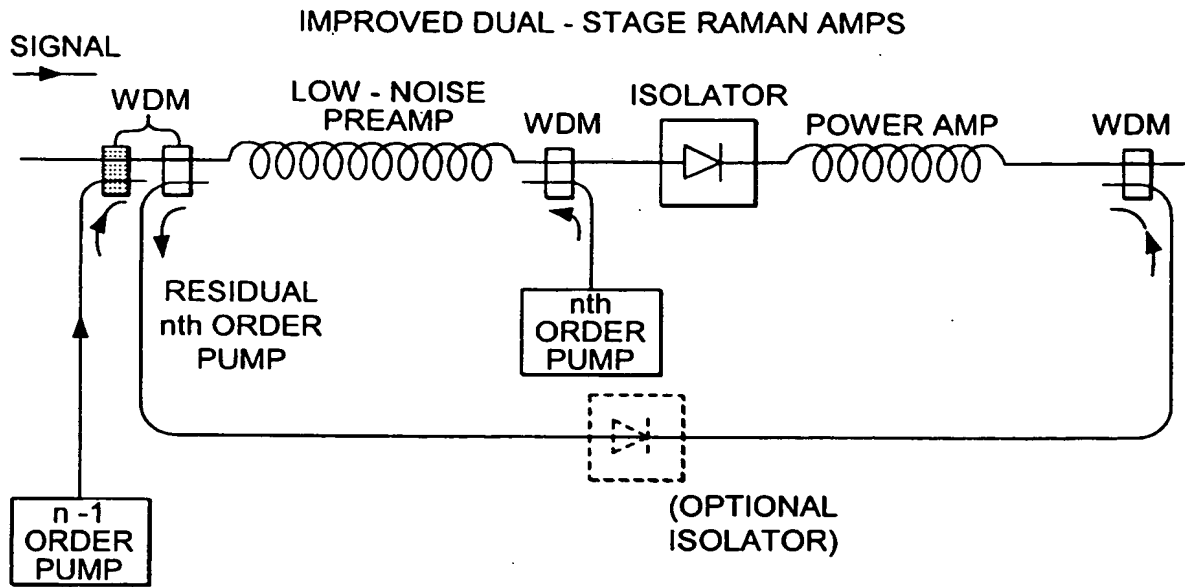 IMPROVED DUAL - STAGE RAMAN AMPS
SIGNAL
WDM
LOW - NOISE
PREAMP
WDM
ISOLATOR
POWER AMP
WDM
RESIDUAL
nth ORDER
PUMP
nth
ORDER
PUMP
(OPTIONAL
ISOLATOR)
n -1
ORDER
PUMP